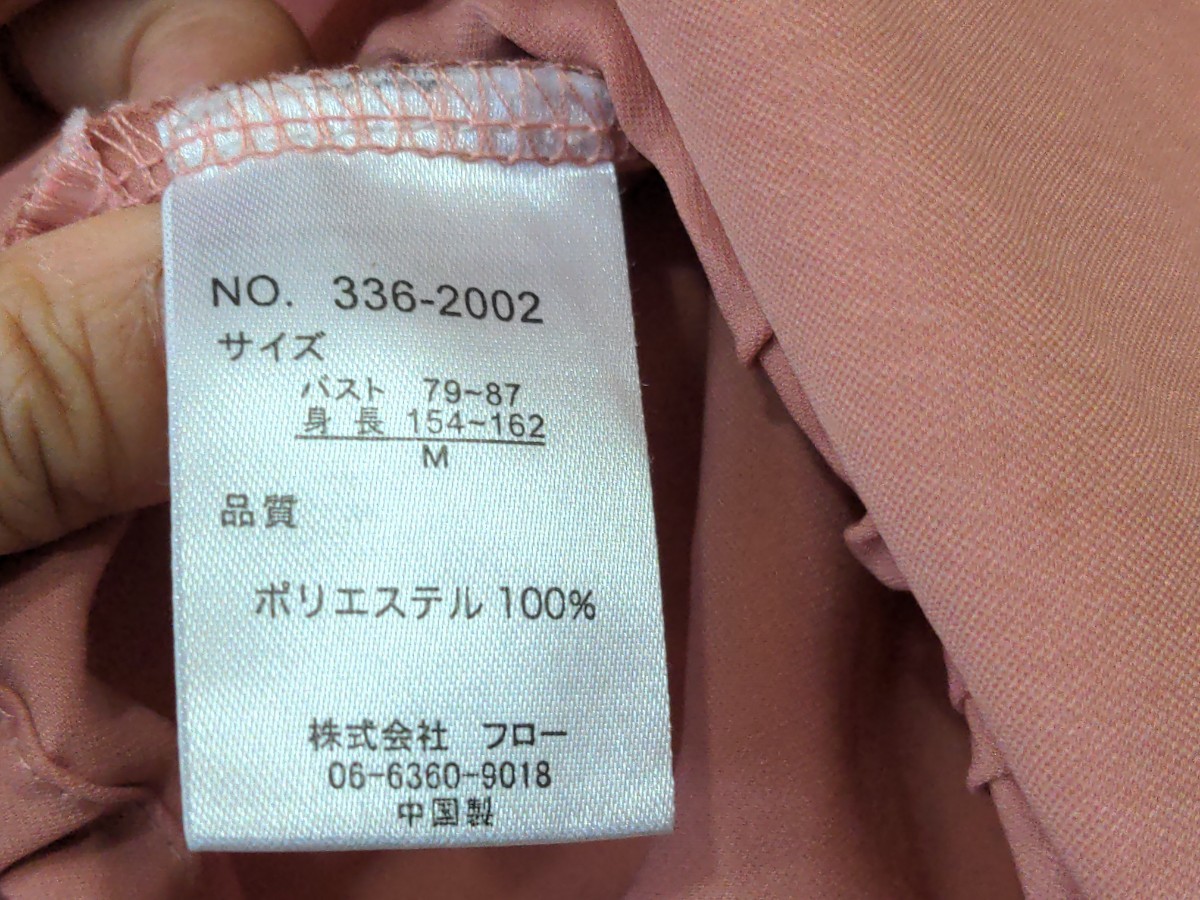 NO. 336-2002
サイズ
バスト 79~87
身長 154~162
M
品質
ポリエステル 100%
株式会社 フロー
06-6360-9018
中国製